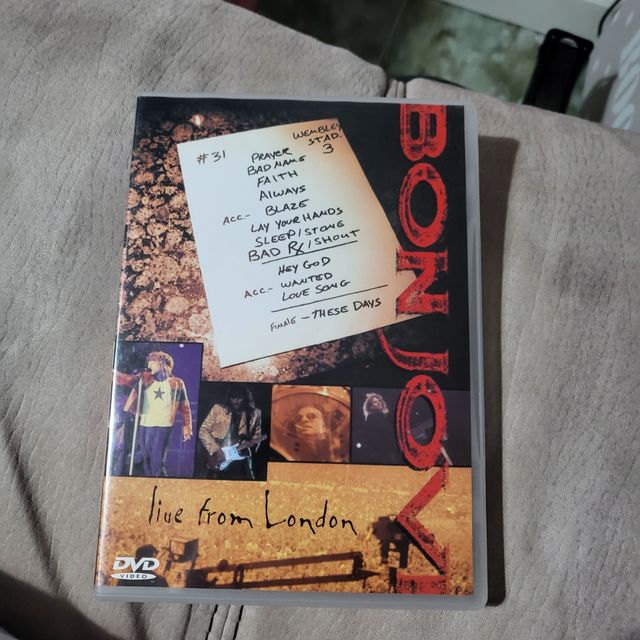 WEMBLEY
STAD.
#31 PRAYER 3
BAD NAME
FAITH
ALWAYS
ACC- BLAZE
LAY YOUR HANDS
SLEEP/STONE
BAD RX/SHOUT
HEY GOD
ACC- WANTED
LOVE SONG
FINALE - THESE DAYS
BON JOVI
live from London
DVD
VIDEO